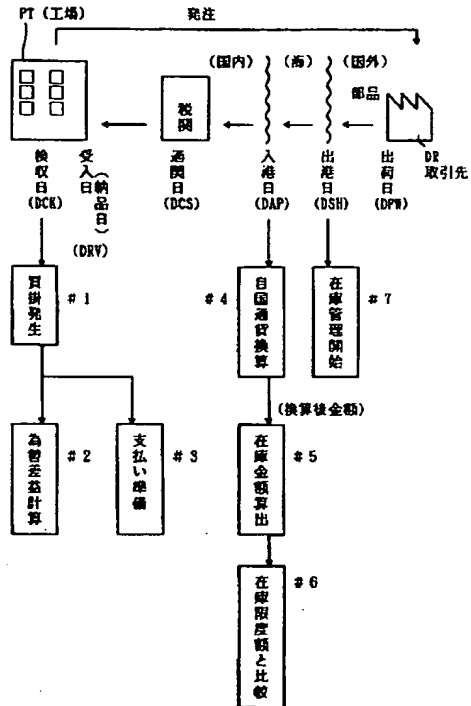 PT(工場)
発注
(国内)
(海)
(国外)
部品
税関
DR
取引先
検収日(DCK)
受入日(納品日)(DRV)
通関日(DCS)
入港日(DAP)
出港日(DSH)
出荷日(DPW)
買掛発生
#1
自国通貨換算
#4
在庫管理開始
#7
(換算後金額)
為替差益計算
#2
支払い準備
#3
在庫金額算出
#5
在庫限度額と比較
#6